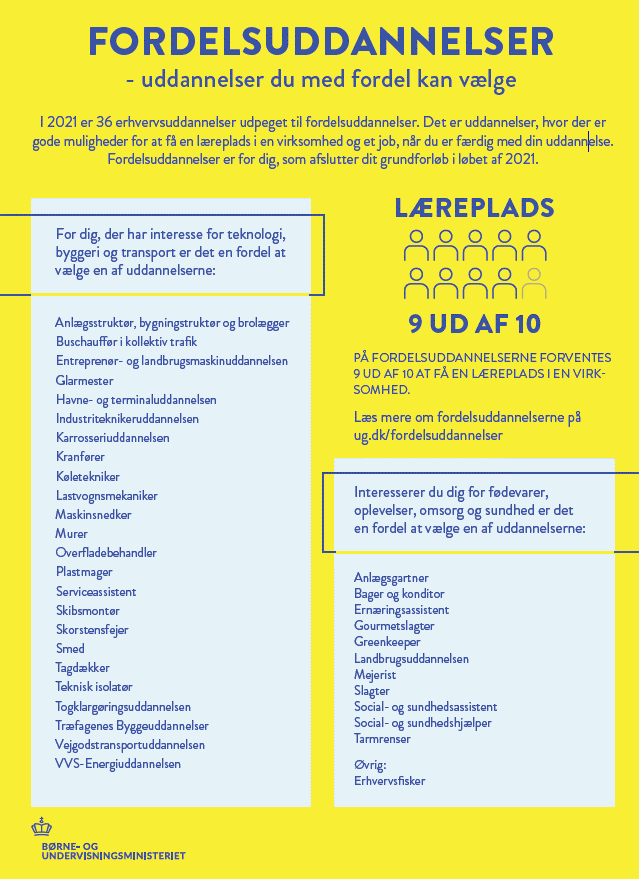 FORDELSUDDANNELSER
- uddannelser du med fordel kan vælge
I 2021 er 36 erhvervsuddannelser udpeget til fordelsuddannelser. Det er uddannelser, hvor der er
gode muligheder for at få en læreplads i en virksomhed og et job, når du er færdig med din uddannelse.
Fordelsuddannelser er for dig, som afslutter dit grundforløb i løbet af 2021.
For dig, der har interesse for teknologi,
byggeri og transport er det en fordel at
vælge en af uddannelserne:
Anlægsstruktør, bygningstruktør og brolægger
Buschauffør i kollektiv trafik
Entreprenør- og landbrugsmaskinuddannelsen
Glarmester
Havne- og terminaluddannelsen
Industriteknikeruddannelsen
Karrosseriuddannelsen
Kranfører
Køletekniker
Lastvognsmekaniker
Maskinsnedker
Murer
Overfladebehandler
Plastmager
Serviceassistent
Skibsmontør
Skorstensfejer
Smed
Tagdækker
Teknisk isolatør
Togklargøringsuddannelsen
Træfagenes Byggeuddannelser
Vejgodstransportuddannelsen
VVS-Energiuddannelsen
LÆREPLADS
9 UD AF 10
PÅ FORDELSUDDANNELSERNE FORVENTES
9 UD AF 10 AT FÅ EN LÆREPLADS I EN VIRK-
SOMHED.
Læs mere om fordelsuddannelserne på
ug.dk/fordelsuddannelser
Interesserer du dig for fødevarer,
oplevelser, omsorg og sundhed er det
en fordel at vælge en af uddannelserne:
Anlægsgartner
Bager og konditor
Ernæringsassistent
Gourmetslagter
Greenkeeper
Landbrugsuddannelsen
Mejerist
Slagter
Social- og sundhedsassistent
Social- og sundhedshjælper
Tarmrenser
Øvrig:
Erhvervsfisker
BØRNE- OG
UNDERVISNINGSMINISTERIET